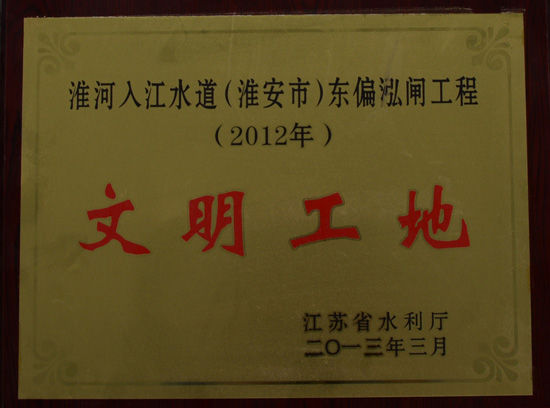 淮河入江水道(淮安市)东偏泓闸工程
(2012年)
文明工地
江苏省水利厅
二〇一三年三月